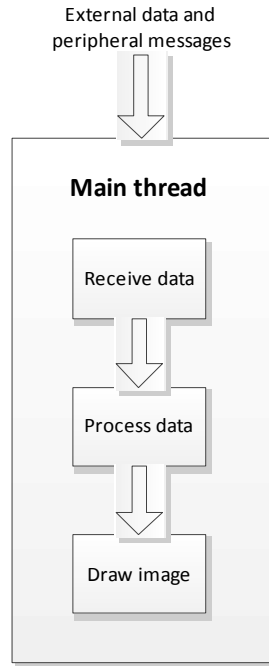 External data and
peripheral messages
Main thread
Receive data
Process data
Draw image